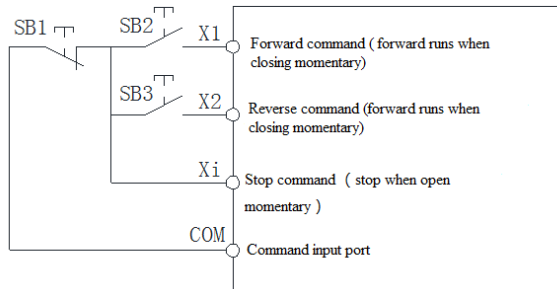 SB1
SB2
X1
Forward command ( forward runs when
closing momentary)
SB3
X2
Reverse command (forward runs when
closing momentary)
Xi
Stop command ( stop when open
momentary )
COM
Command input port